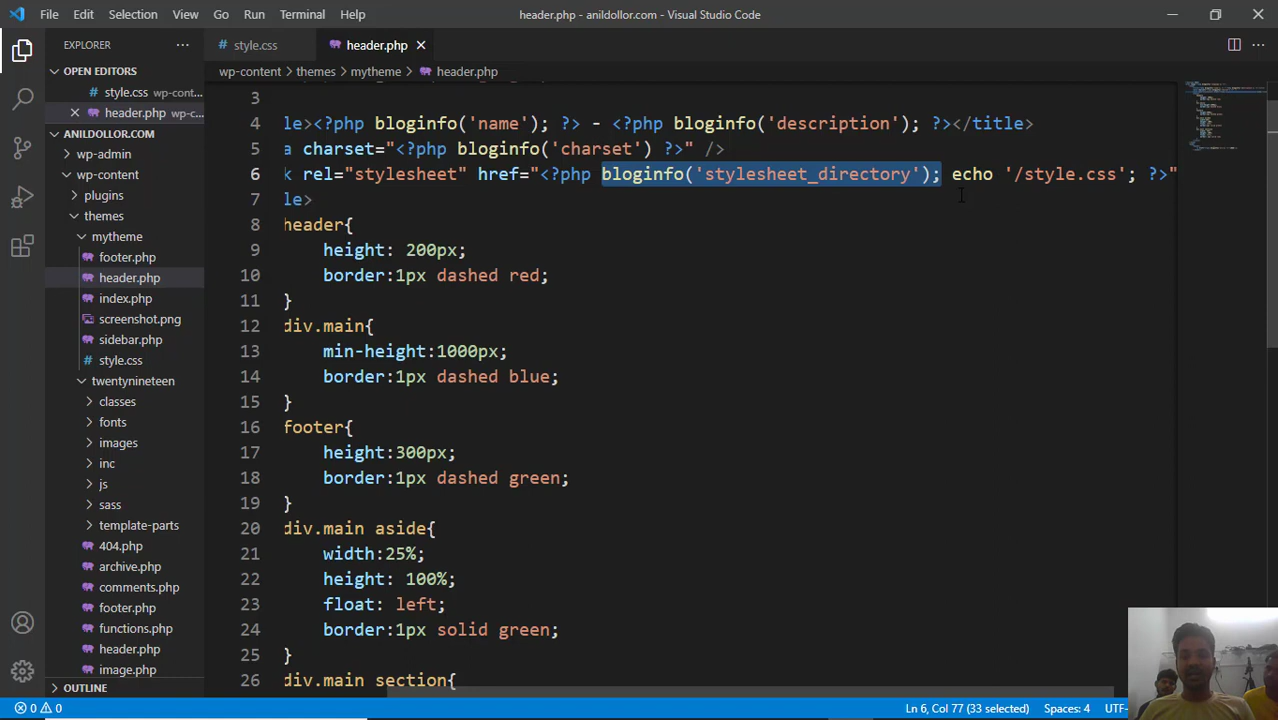 File Edit Selection View Go Run Terminal Help header.php - anildollor.com - Visual Studio Code
EXPLORER
style.css
header.php
OPEN EDITORS
style.css wp-cont...
header.php wp-c...
ANILDOLLOR.COM
wp-admin
wp-content
plugins
themes
mytheme
footer.php
header.php
index.php
screenshot.png
sidebar.php
style.css
twentynineteen
classes
fonts
images
inc
js
sass
template-parts
404.php
archive.php
comments.php
footer.php
functions.php
header.php
image.php
OUTLINE
wp-content > themes > mytheme > header.php
3
4 le><?php bloginfo('name'); ?> - <?php bloginfo('description'); ?></title>
5 a charset="<?php bloginfo('charset') ?>" />
6 k rel="stylesheet" href="<?php bloginfo('stylesheet_directory'); echo '/style.css'; ?>"
7 le>
8 header{
9 height: 200px;
10 border:1px dashed red;
11 }
12 div.main{
13 min-height:1000px;
14 border:1px dashed blue;
15 }
16 footer{
17 height:300px;
18 border:1px dashed green;
19 }
20 div.main aside{
21 width:25%;
22 height: 100%;
23 float: left;
24 border:1px solid green;
25 }
26 div.main section{
0 0 Ln 6, Col 77 (33 selected) Spaces: 4 UTF-